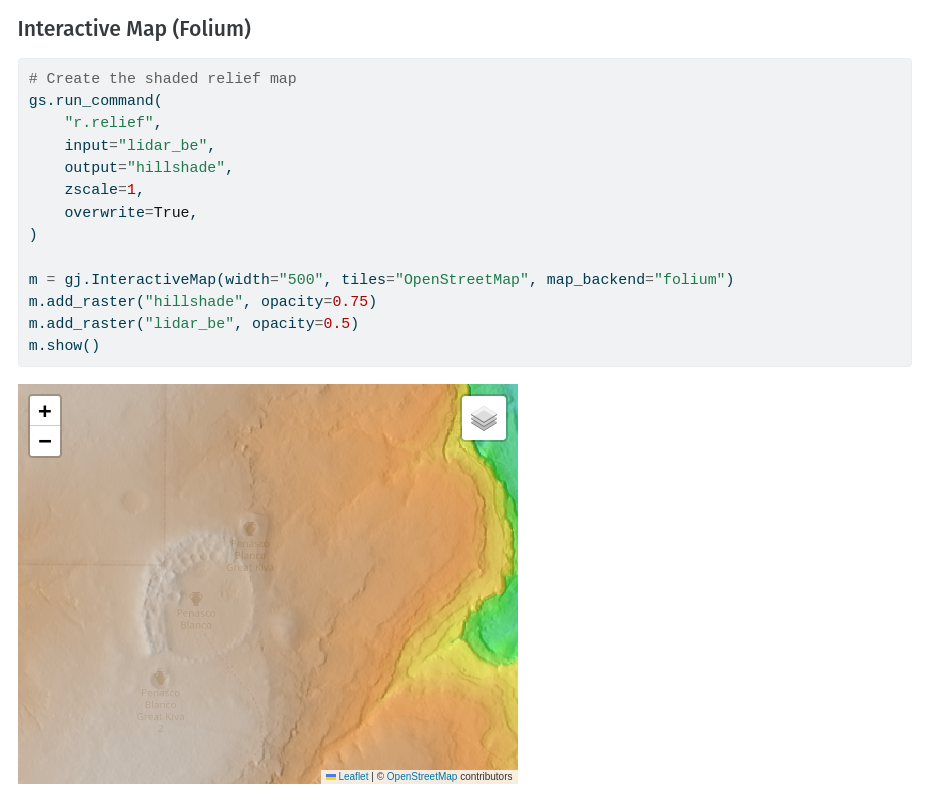 Interactive Map (Folium)
# Create the shaded relief map
gs.run_command(
    "r.relief",
    input="lidar_be",
    output="hillshade",
    zscale=1,
    overwrite=True,
)
m = gj.InteractiveMap(width="500", tiles="OpenStreetMap", map_backend="folium")
m.add_raster("hillshade", opacity=0.75)
m.add_raster("lidar_be", opacity=0.5)
m.show()
+
−
Penasco
Blanco
Great Kiva
Penasco
Blanco
Penasco
Blanco
Great Kiva
2
Leaflet | © OpenStreetMap contributors